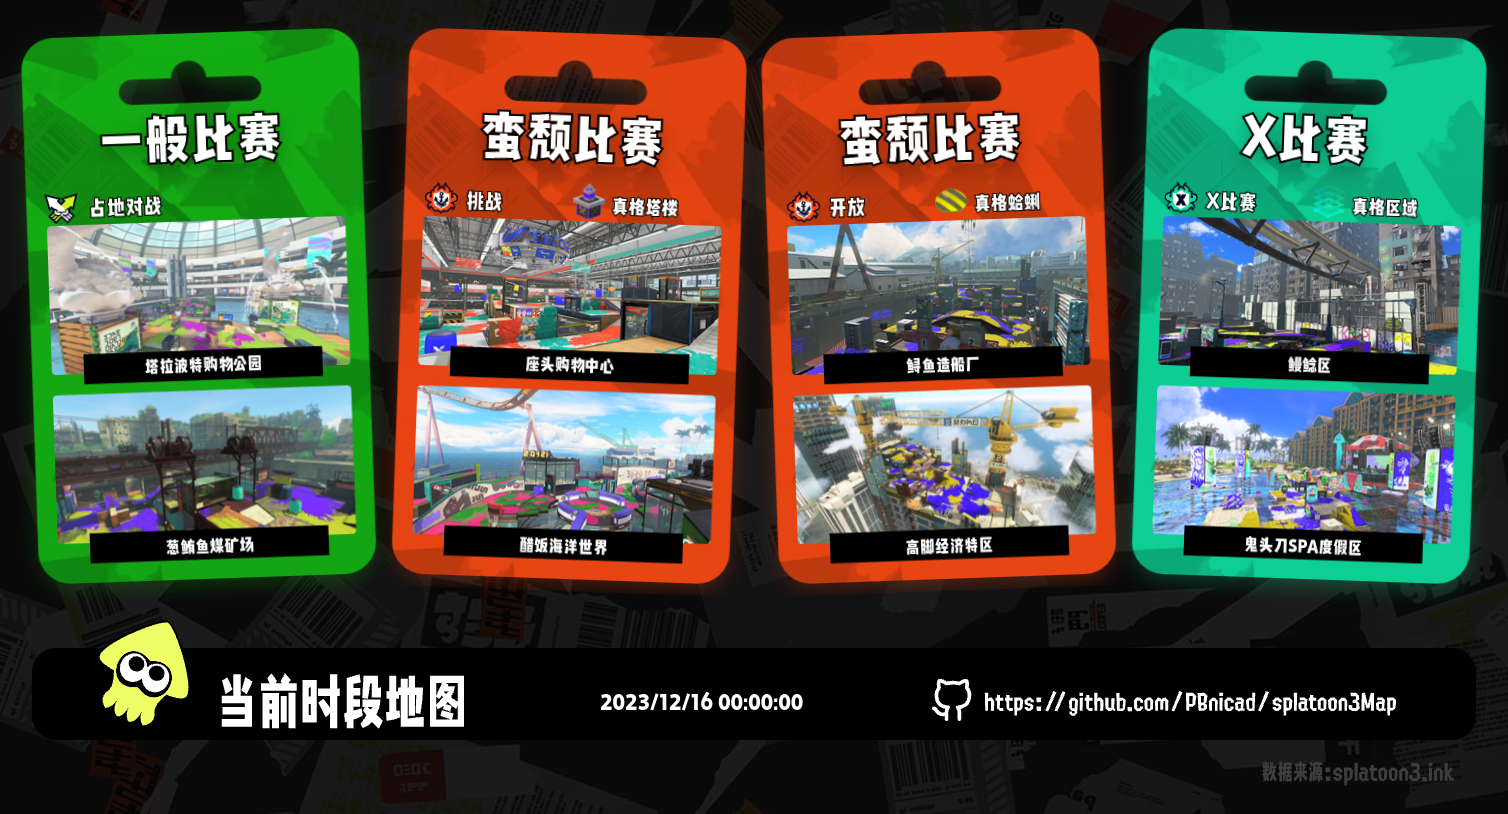 一般比赛
占地对战
塔拉波特购物公园
葱鲔鱼煤矿场
蛮颓比赛
挑战
真格塔楼
座头购物中心
醋饭海洋世界
蛮颓比赛
开放
真格蛤蜊
鲟鱼造船厂
高脚经济特区
X比赛
X比赛
真格区域
鳗鲶区
鬼头刀SPA度假区
当前时段地图
2023/12/16 00:00:00
https://github.com/PBnicad/splatoon3Map
数据来源:splatoon3.ink